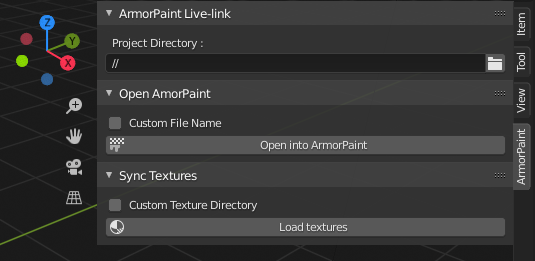 ArmorPaint Live-link
Project Directory :
//
Open AmorPaint
Custom File Name
Open into ArmorPaint
Sync Textures
Custom Texture Directory
Load textures
Item
Tool
View
ArmorPaint
Z
Y
X